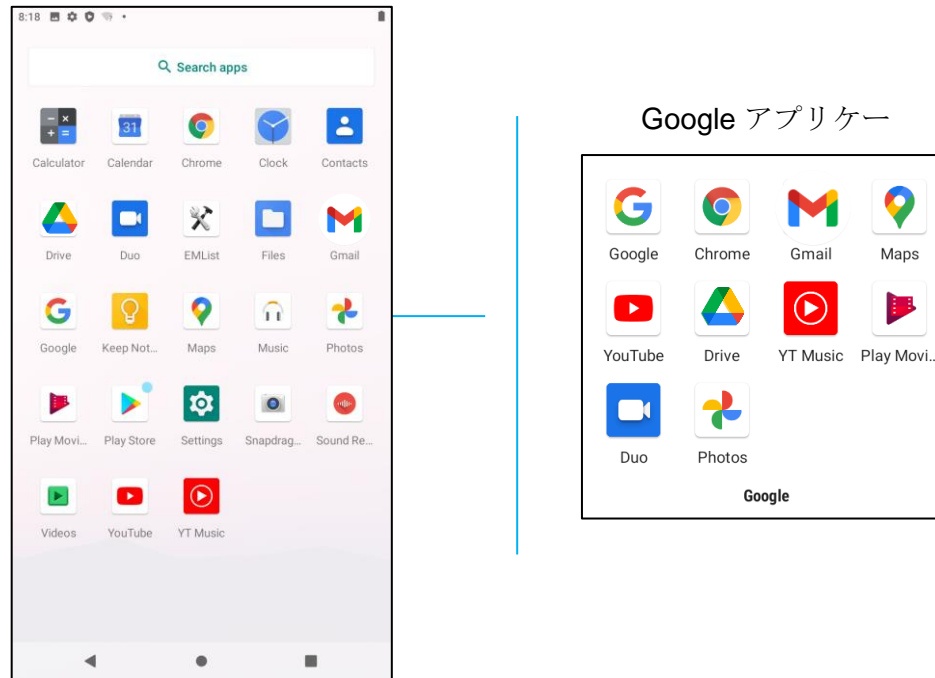 8:18
Search apps
Calculator Calendar Chrome Clock Contacts
31
Drive Duo EMList Files Gmail
Google Keep Not... Maps Music Photos
Play Movi... Play Store Settings Snapdrag... Sound Re...
Videos YouTube YT Music
Google アプリケー
Google Chrome Gmail Maps
YouTube Drive YT Music Play Movi...
Duo Photos
Google